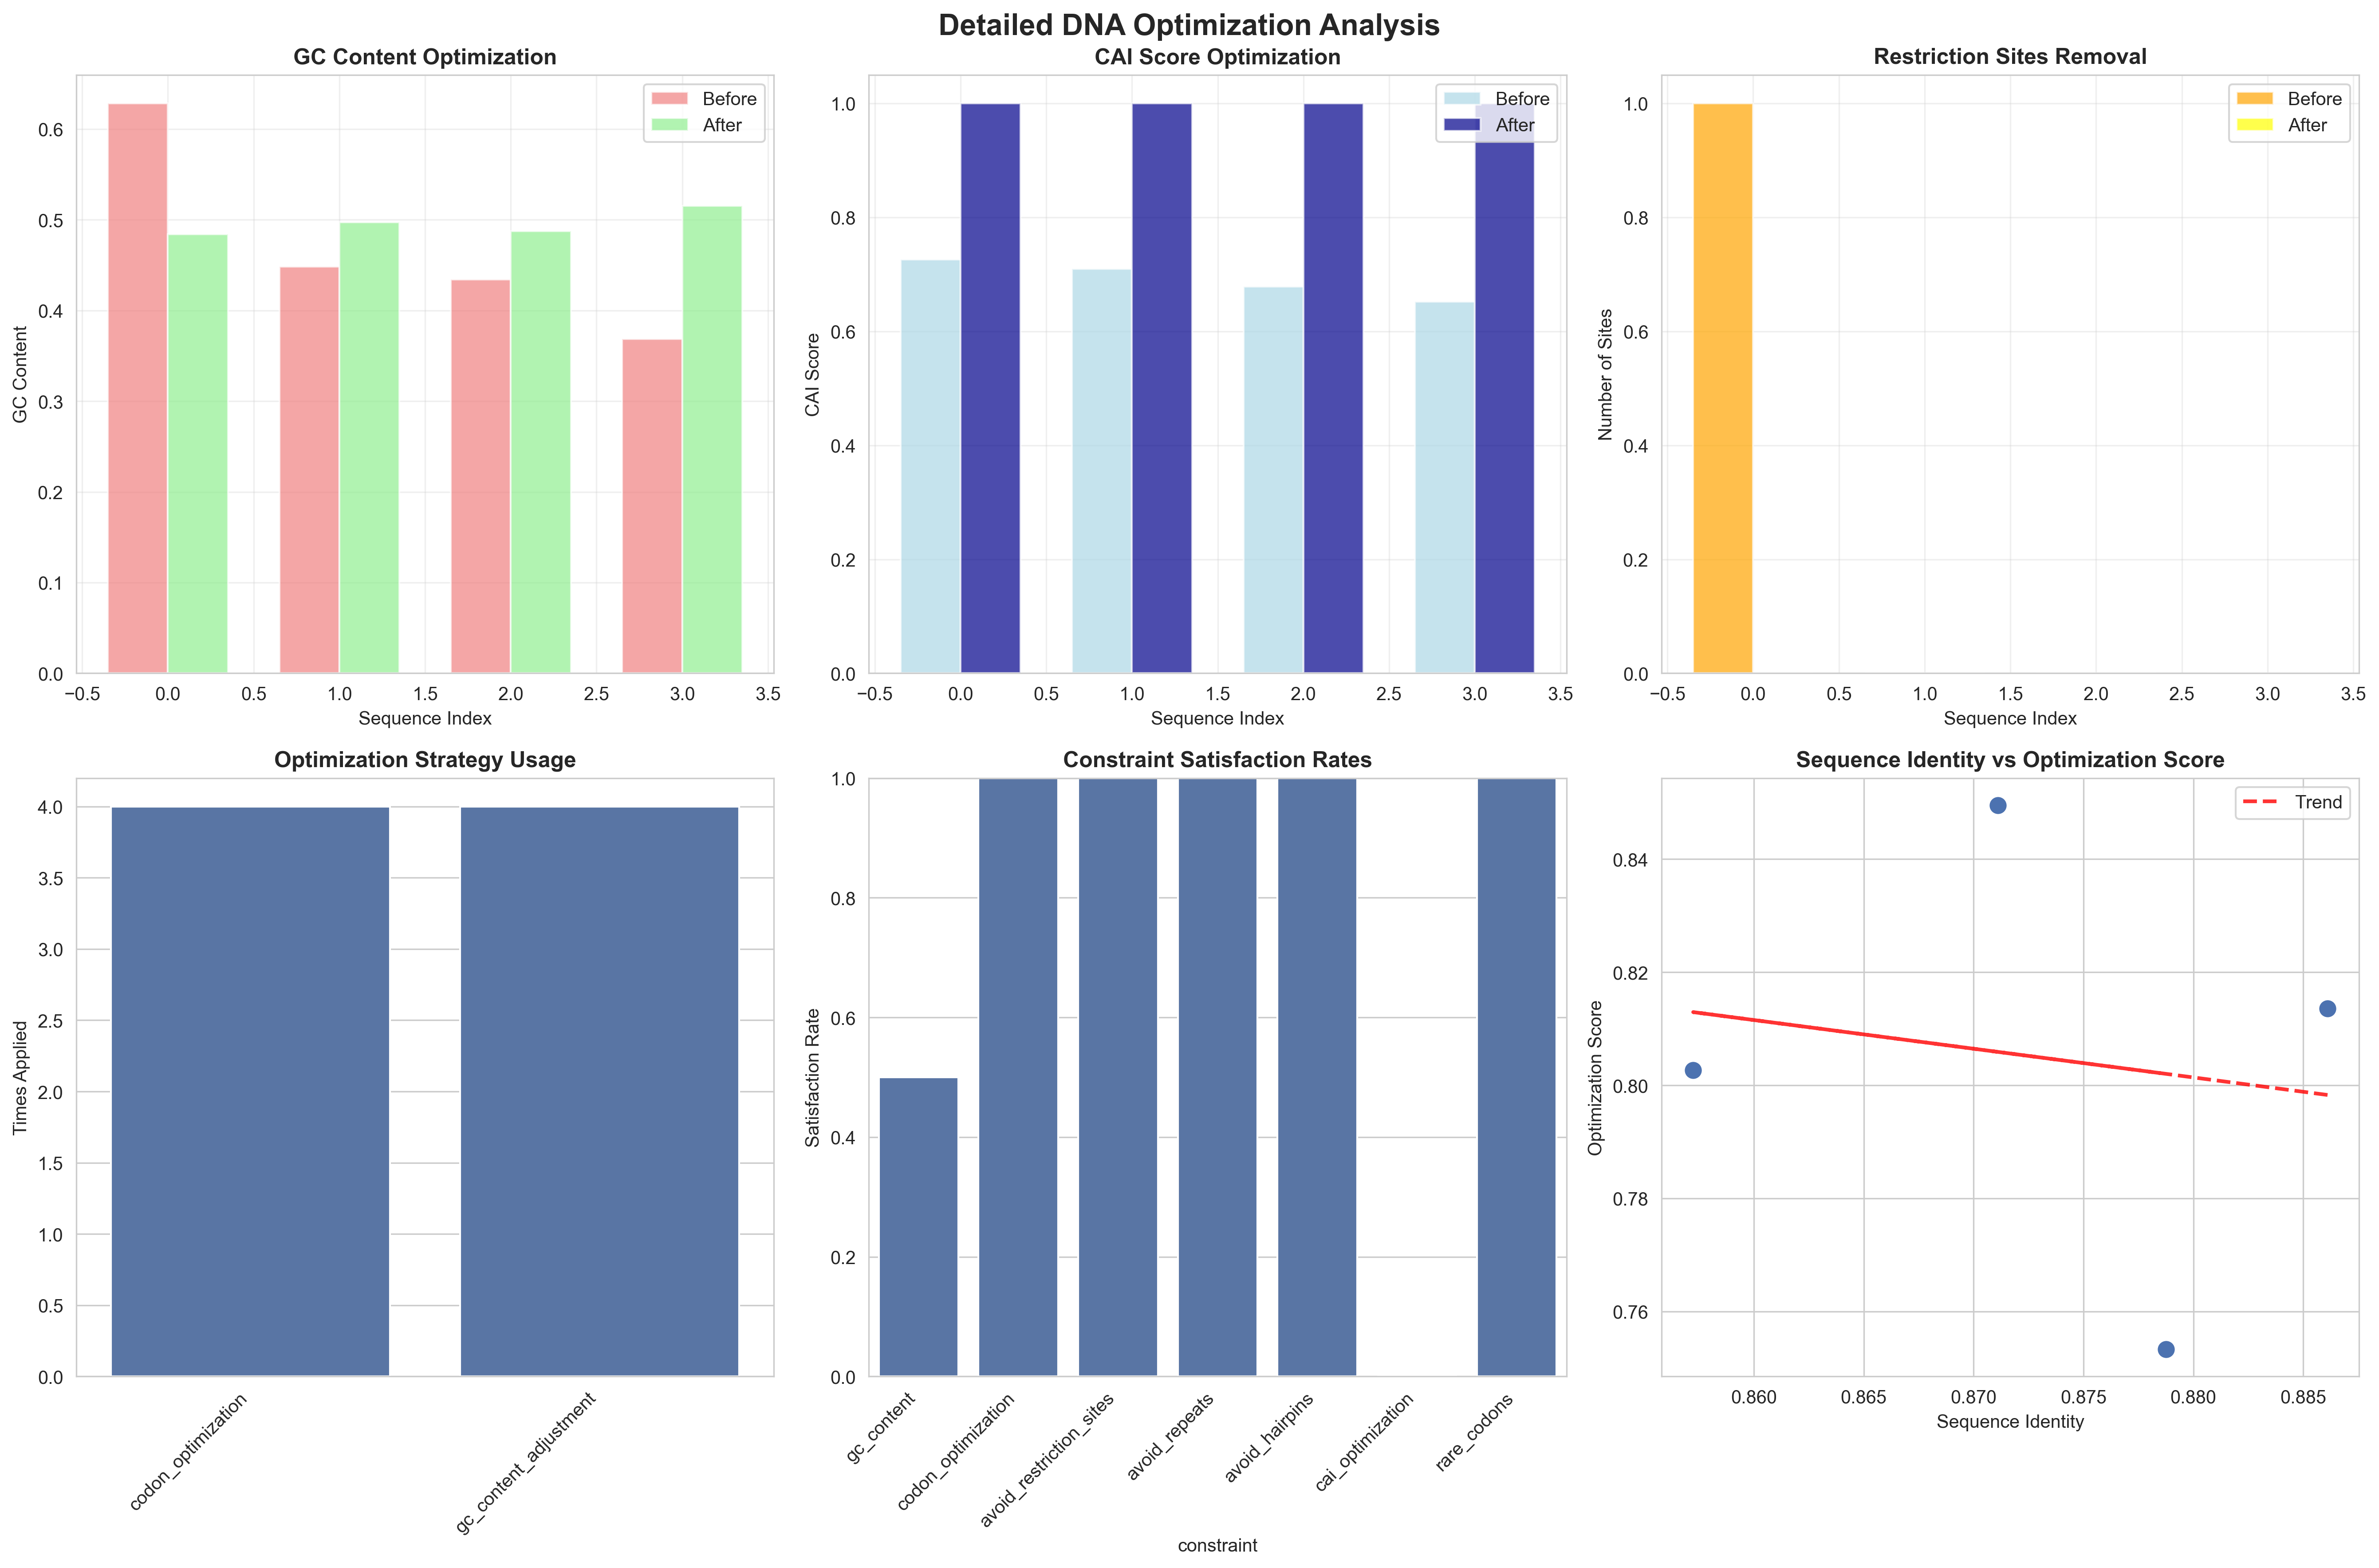 Detailed DNA Optimization Analysis
GC Content Optimization
Before
After
GC Content
0.6
0.5
0.4
0.3
0.2
0.1
0.0
−0.5 0.0 0.5 1.0 1.5 2.0 2.5 3.0 3.5
Sequence Index
CAI Score Optimization
Before
After
CAI Score
1.0
0.8
0.6
0.4
0.2
0.0
−0.5 0.0 0.5 1.0 1.5 2.0 2.5 3.0 3.5
Sequence Index
Restriction Sites Removal
Before
After
Number of Sites
1.0
0.8
0.6
0.4
0.2
0.0
−0.5 0.0 0.5 1.0 1.5 2.0 2.5 3.0 3.5
Sequence Index
Optimization Strategy Usage
Times Applied
4.0
3.5
3.0
2.5
2.0
1.5
1.0
0.5
0.0
codon_optimization
gc_content_adjustment
Constraint Satisfaction Rates
Satisfaction Rate
1.0
0.8
0.6
0.4
0.2
0.0
gc_content
codon_optimization
avoid_restriction_sites
avoid_repeats
avoid_hairpins
cai_optimization
rare_codons
constraint
Sequence Identity vs Optimization Score
Trend
Optimization Score
0.84
0.82
0.80
0.78
0.76
0.860 0.865 0.870 0.875 0.880 0.885
Sequence Identity